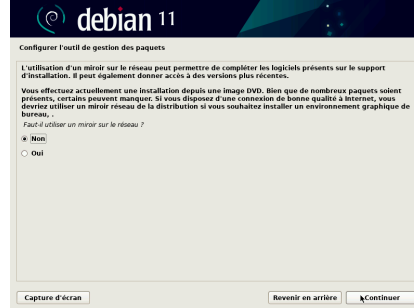 debian 11
Configurer l'outil de gestion des paquets
L'utilisation d'un miroir sur le réseau peut permettre de compléter les logiciels présents sur le support
d'installation. Il peut également donner accès à des versions plus récentes.
Vous effectuez actuellement une installation depuis une image DVD. Bien que de nombreux paquets soient
présents, certains peuvent manquer. Si vous disposez d'une connexion de bonne qualité à Internet, vous
devriez utiliser un miroir réseau de la distribution si vous souhaitez installer un environnement graphique de
bureau, .
Faut-il utiliser un miroir sur le réseau ?
Non
Oui
Capture d'écran
Revenir en arrière
Continuer